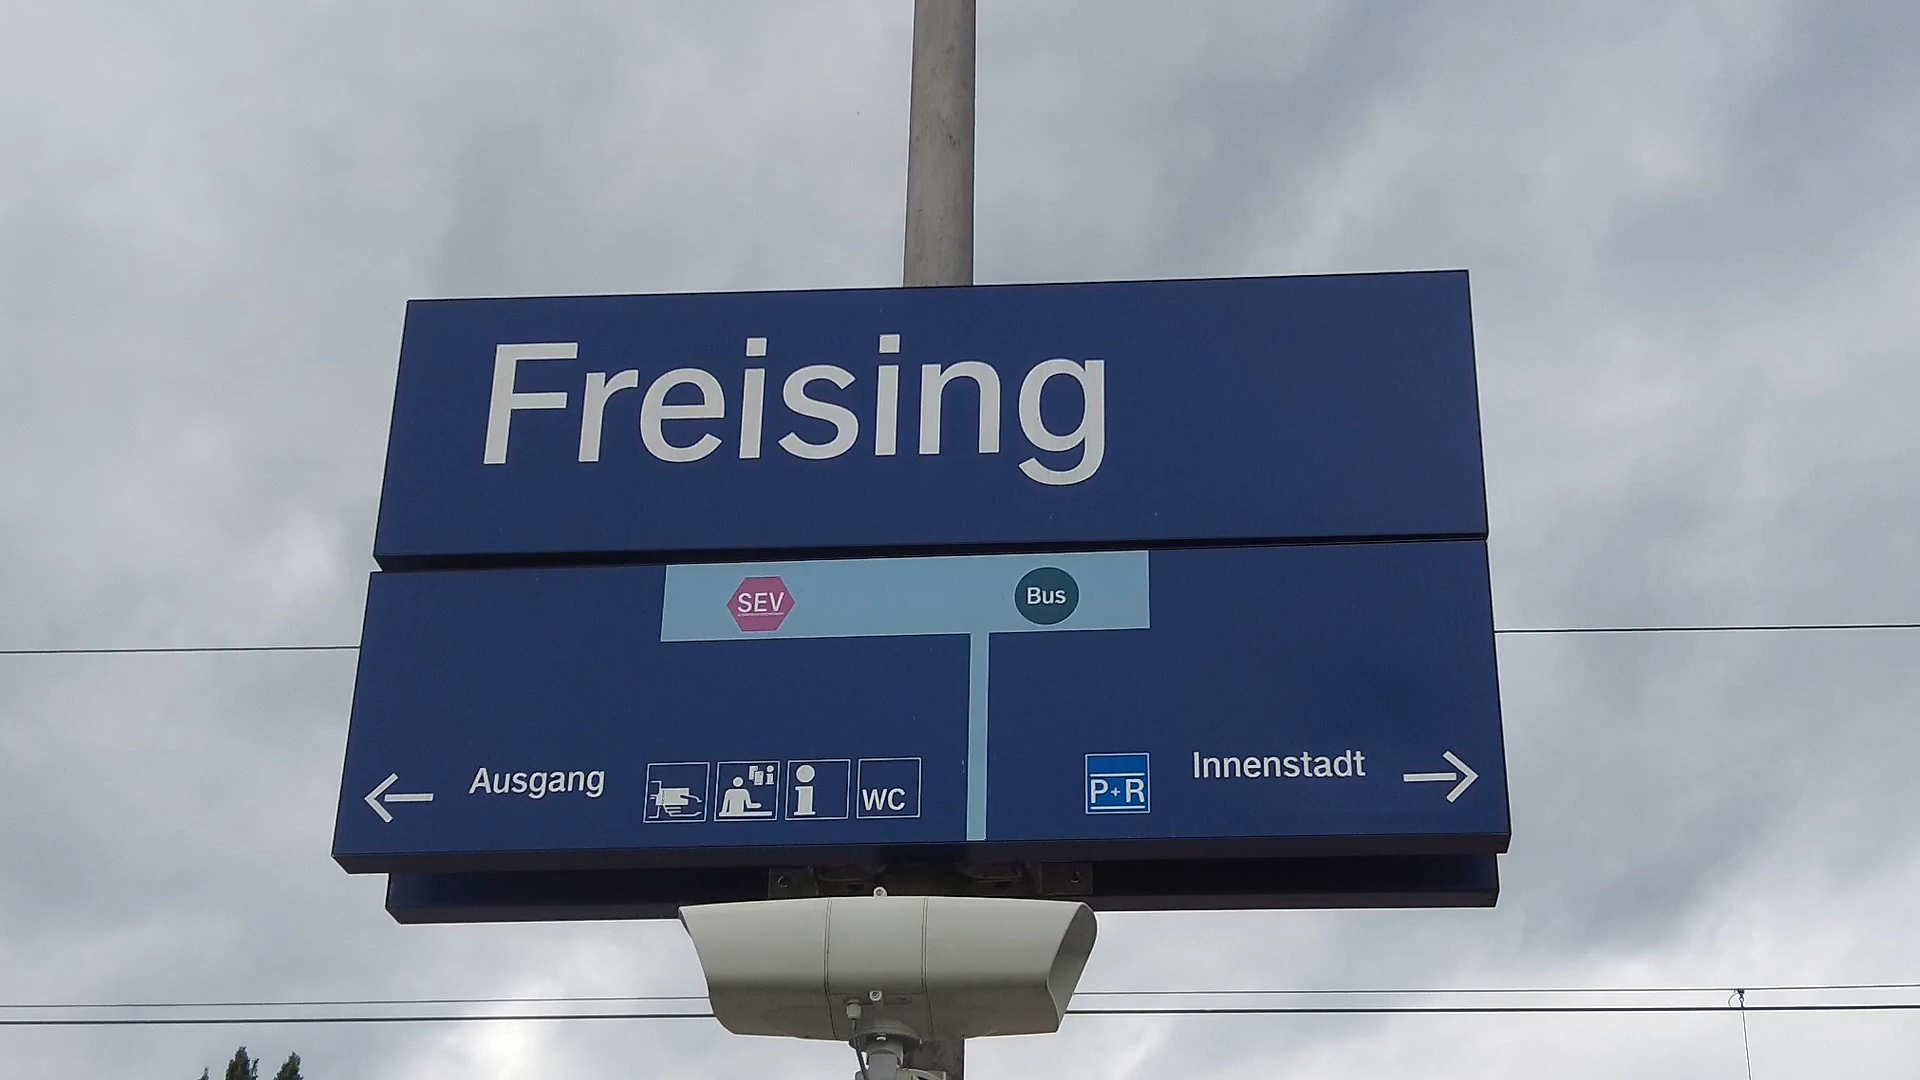 Freising
SEV
Bus
Ausgang
WC
P+R
Innenstadt